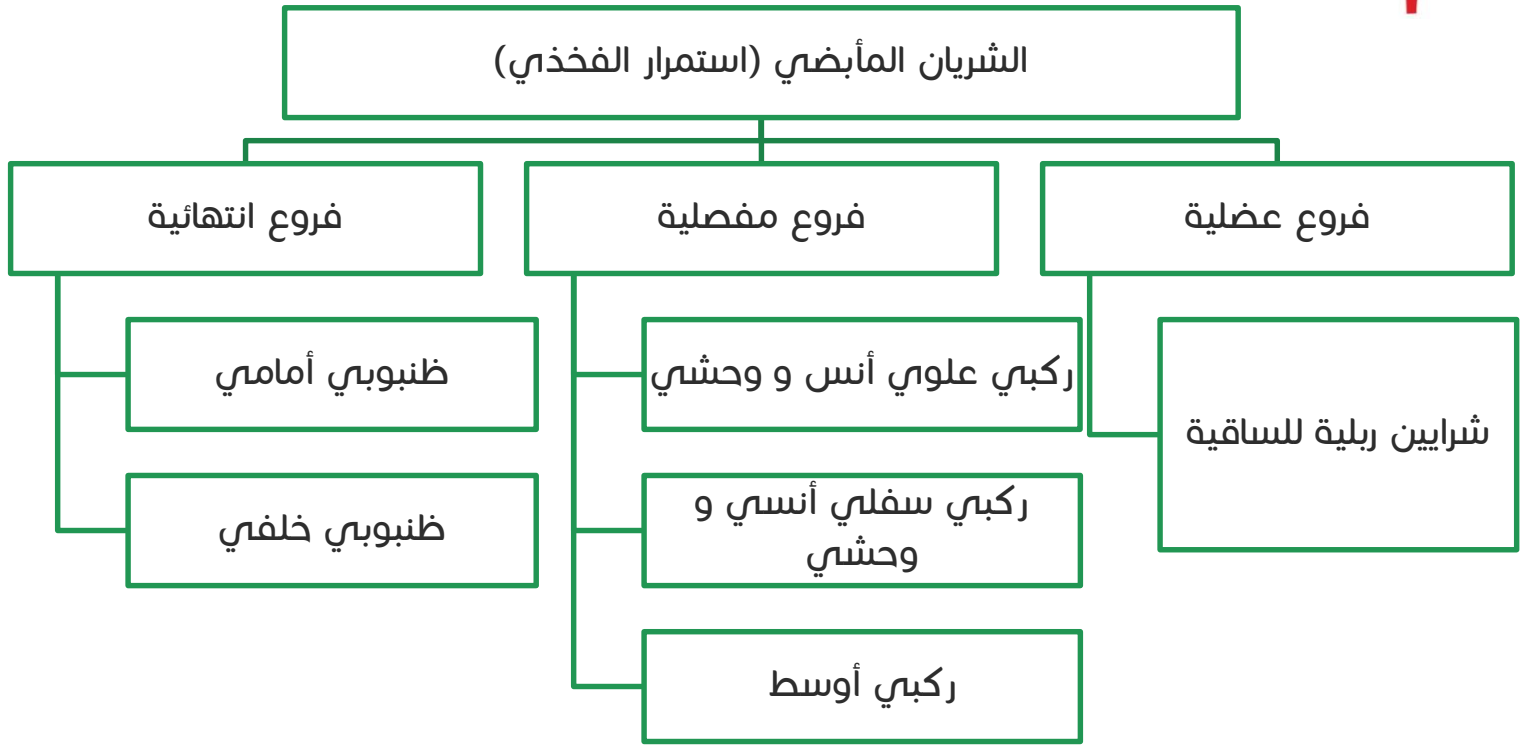 الشريان المأبضي (استمرار الفخذي)
فروع عضلية
شرايين ربلية للساقية
فروع مفصلية
ركبي علوي أنس و وحشي
ركبي سفلي أنسي و
وحشي
ركبي أوسط
فروع انتهائية
ظنبوبي أمامي
ظنبوبي خلفي